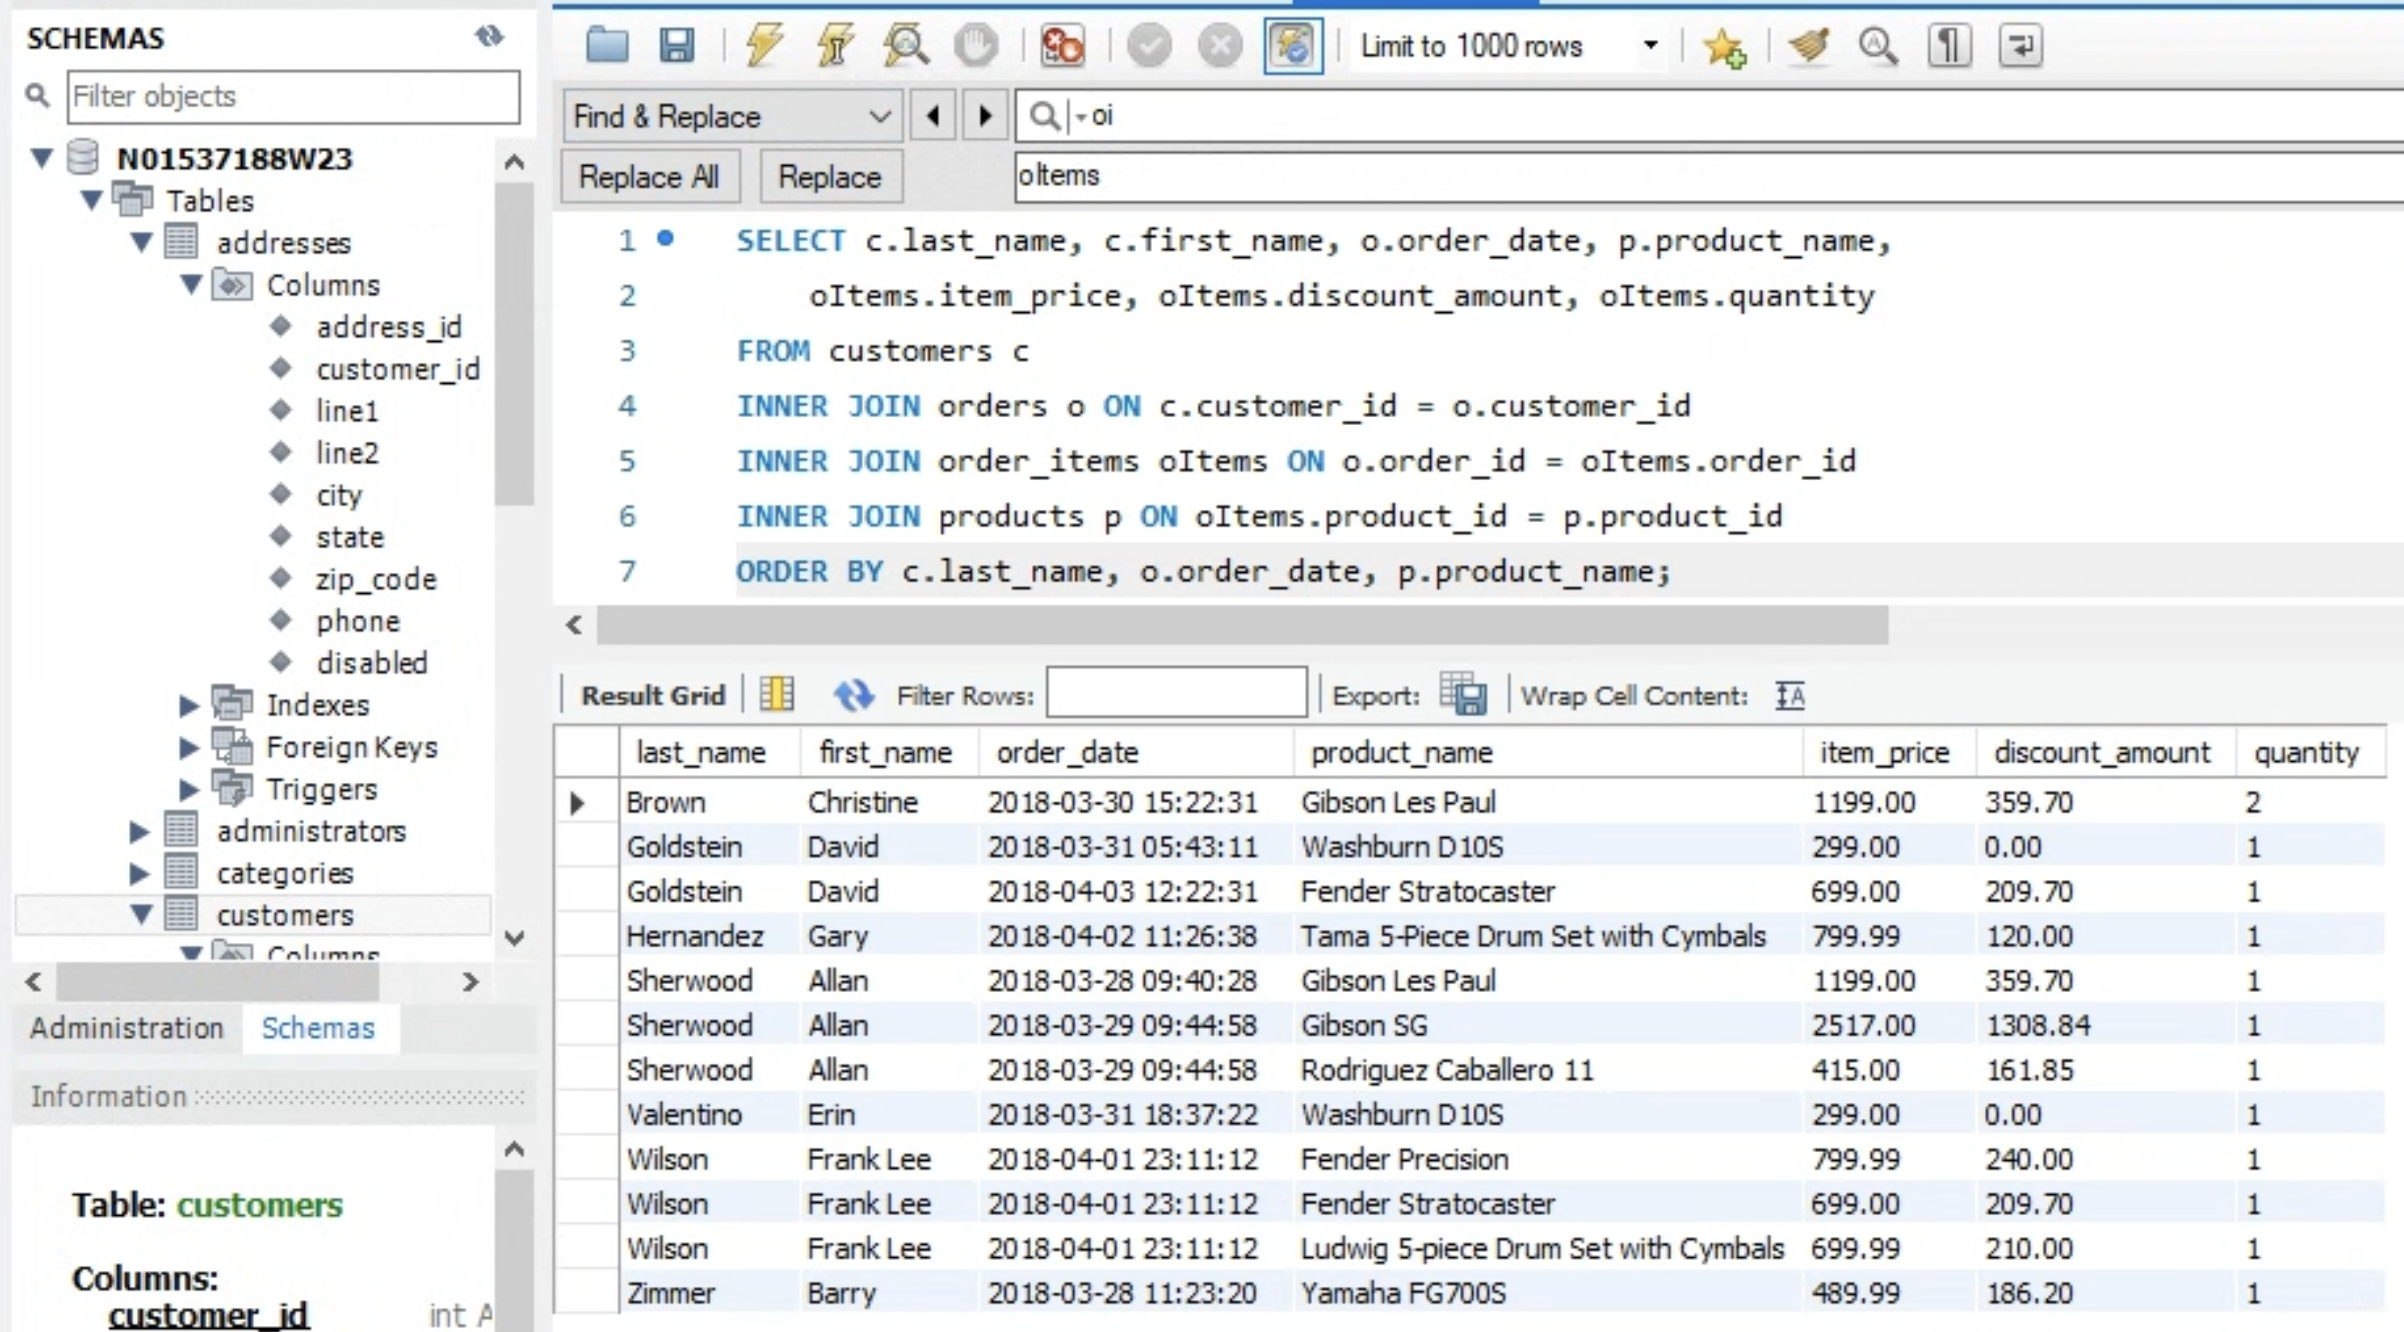 SCHEMAS
Filter objects
N01537188W23
Tables
addresses
Columns
address_id
customer_id
line1
line2
city
state
zip_code
phone
disabled
Indexes
Foreign Keys
Triggers
administrators
categories
customers
Columns
Administration Schemas
Information
Table: customers
Columns:
customer_id int A
Limit to 1000 rows
Find & Replace oi
Replace All Replace oItems
1 SELECT c.last_name, c.first_name, o.order_date, p.product_name,
2 oItems.item_price, oItems.discount_amount, oItems.quantity
3 FROM customers c
4 INNER JOIN orders o ON c.customer_id = o.customer_id
5 INNER JOIN order_items oItems ON o.order_id = oItems.order_id
6 INNER JOIN products p ON oItems.product_id = p.product_id
7 ORDER BY c.last_name, o.order_date, p.product_name;
Result Grid Filter Rows: Export: Wrap Cell Content:
last_name first_name order_date product_name item_price discount_amount quantity
Brown Christine 2018-03-30 15:22:31 Gibson Les Paul 1199.00 359.70 2
Goldstein David 2018-03-31 05:43:11 Washburn D10S 299.00 0.00 1
Goldstein David 2018-04-03 12:22:31 Fender Stratocaster 699.00 209.70 1
Hernandez Gary 2018-04-02 11:26:38 Tama 5-Piece Drum Set with Cymbals 799.99 120.00 1
Sherwood Allan 2018-03-28 09:40:28 Gibson Les Paul 1199.00 359.70 1
Sherwood Allan 2018-03-29 09:44:58 Gibson SG 2517.00 1308.84 1
Sherwood Allan 2018-03-29 09:44:58 Rodriguez Caballero 11 415.00 161.85 1
Valentino Erin 2018-03-31 18:37:22 Washburn D10S 299.00 0.00 1
Wilson Frank Lee 2018-04-01 23:11:12 Fender Precision 799.99 240.00 1
Wilson Frank Lee 2018-04-01 23:11:12 Fender Stratocaster 699.00 209.70 1
Wilson Frank Lee 2018-04-01 23:11:12 Ludwig 5-piece Drum Set with Cymbals 699.99 210.00 1
Zimmer Barry 2018-03-28 11:23:20 Yamaha FG700S 489.99 186.20 1